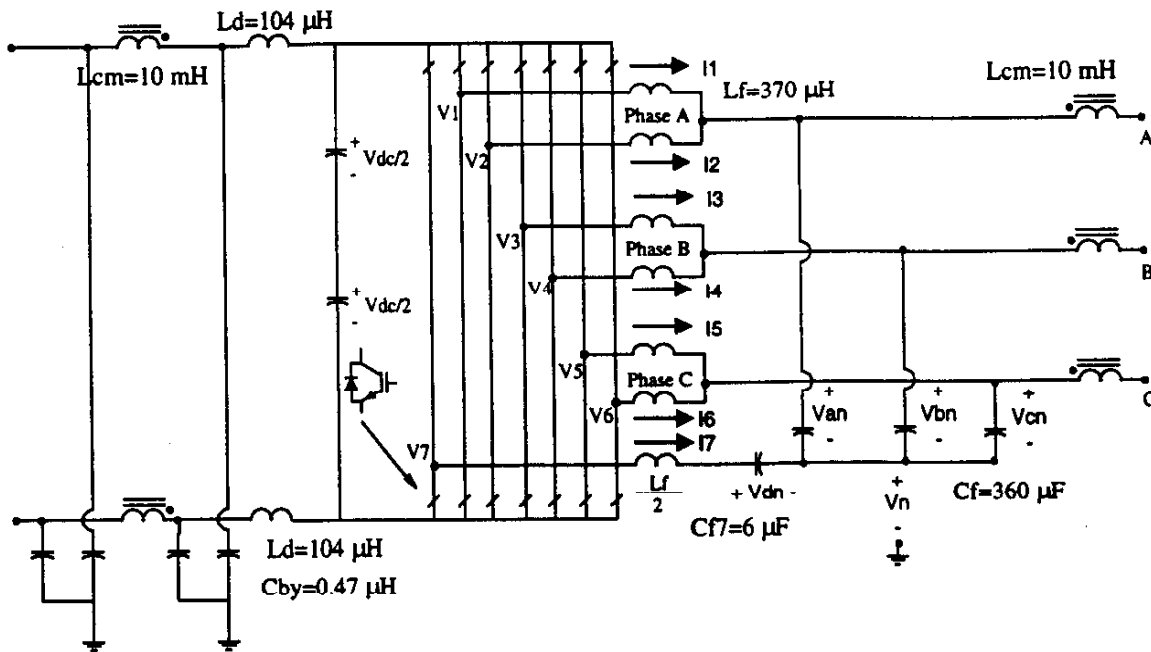 Ld=104 μH
Lcm=10 mH
I1
Lf=370 μH
Lcm=10 mH
V1
Phase A
A
V2
I2
+
Vdc/2
-
I3
V3
Phase B
B
V4
I4
+
Vdc/2
-
I5
V5
Phase C
C
V6
I6
I7
+
Van
-
+
Vbn
-
+
Vcn
-
V7
Lf
2
+ Vdn -
Cf7=6 μF
+
Vn
-
Cf=360 μF
Ld=104 μH
Cby=0.47 μH